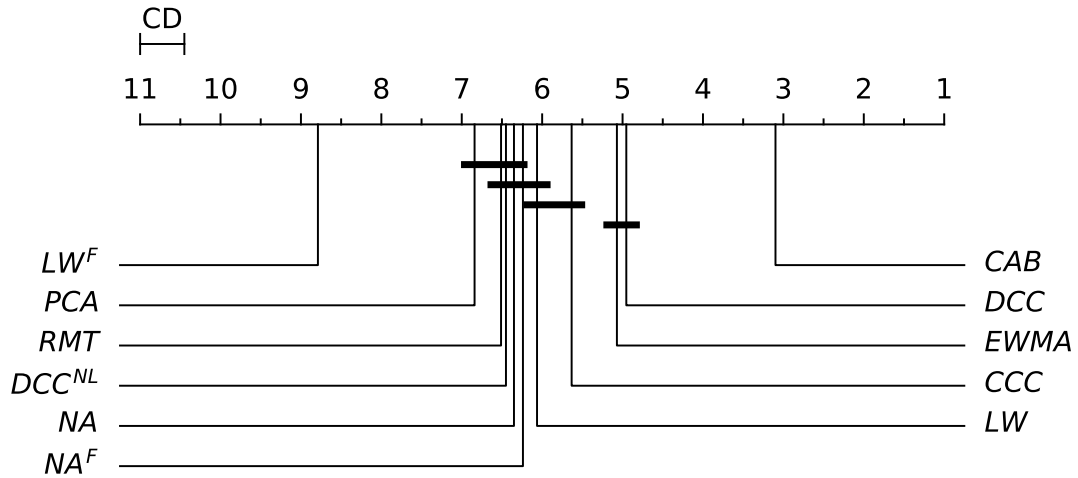 CD
11 10 9 8 7 6 5 4 3 2 1
LW^F CAB
PCA DCC
RMT EWMA
DCC^NL CCC
NA LW
NA^F